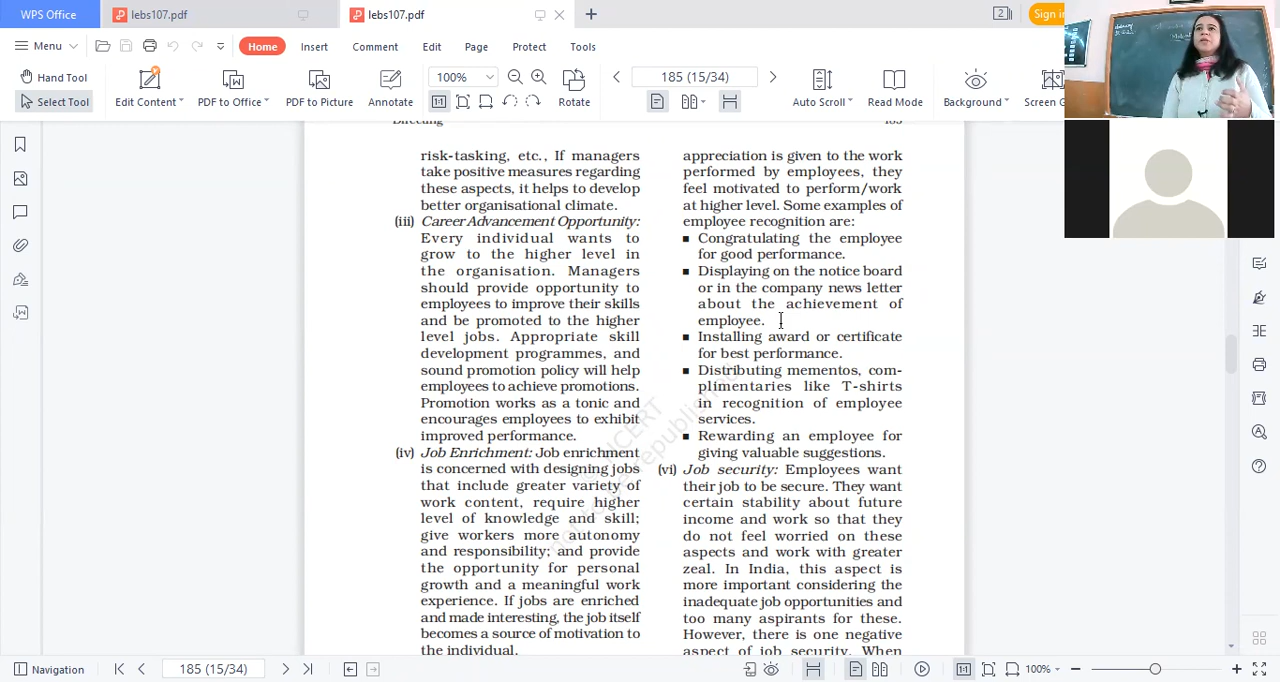 WPS Office
lebs107.pdf
lebs107.pdf
2
Sign in
Menu
Home
Insert
Comment
Edit
Page
Protect
Tools
Hand Tool
Select Tool
Edit Content
PDF to Office
PDF to Picture
Annotate
100%
Rotate
185 (15/34)
Auto Scroll
Read Mode
Background
Screen G
Directing
185
risk-tasking, etc., If managers
take positive measures regarding
these aspects, it helps to develop
better organisational climate.
(iii) Career Advancement Opportunity:
Every individual wants to
grow to the higher level in
the organisation. Managers
should provide opportunity to
employees to improve their skills
and be promoted to the higher
level jobs. Appropriate skill
development programmes, and
sound promotion policy will help
employees to achieve promotions.
Promotion works as a tonic and
encourages employees to exhibit
improved performance.
(iv) Job Enrichment: Job enrichment
is concerned with designing jobs
that include greater variety of
work content, require higher
level of knowledge and skill;
give workers more autonomy
and responsibility; and provide
the opportunity for personal
growth and a meaningful work
experience. If jobs are enriched
and made interesting, the job itself
becomes a source of motivation to
the individual.
appreciation is given to the work
performed by employees, they
feel motivated to perform/work
at higher level. Some examples of
employee recognition are:
■ Congratulating the employee
for good performance.
■ Displaying on the notice board
or in the company news letter
about the achievement of
employee.
■ Installing award or certificate
for best performance.
■ Distributing mementos, com-
plimentaries like T-shirts
in recognition of employee
services.
■ Rewarding an employee for
giving valuable suggestions.
(vi) Job security: Employees want
their job to be secure. They want
certain stability about future
income and work so that they
do not feel worried on these
aspects and work with greater
zeal. In India, this aspect is
more important considering the
inadequate job opportunities and
too many aspirants for these.
However, there is one negative
aspect of job security. When
not to be republished
Navigation
185 (15/34)
100%